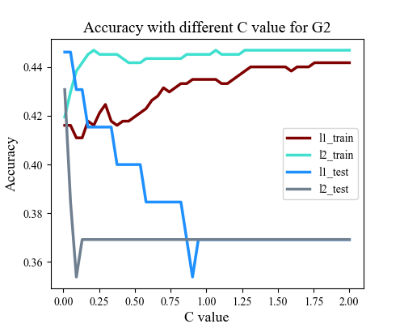 Accuracy with different C value for G2
Accuracy
0.44
0.42
0.40
0.38
0.36
l1_train
l2_train
l1_test
l2_test
0.00 0.25 0.50 0.75 1.00 1.25 1.50 1.75 2.00
C value